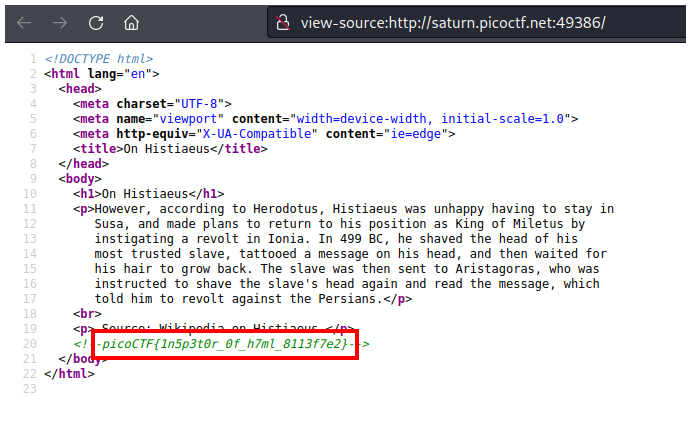 view-source:http://saturn.picoctf.net:49386/
1 <!DOCTYPE html>
2 <html lang="en">
3 <head>
4 <meta charset="UTF-8">
5 <meta name="viewport" content="width=device-width, initial-scale=1.0">
6 <meta http-equiv="X-UA-Compatible" content="ie=edge">
7 <title>On Histiaeus</title>
8 </head>
9 <body>
10 <h1>On Histiaeus</h1>
11 <p>However, according to Herodotus, Histiaeus was unhappy having to stay in
12 Susa, and made plans to return to his position as King of Miletus by
13 instigating a revolt in Ionia. In 499 BC, he shaved the head of his
14 most trusted slave, tattooed a message on his head, and then waited for
15 his hair to grow back. The slave was then sent to Aristagoras, who was
16 instructed to shave the slave's head again and read the message, which
17 told him to revolt against the Persians.</p>
18 <br>
19 <p> Source: Wikipedia on Histiaeus </p>
20 <!--picoCTF{1n5p3t0r_0f_h7ml_8113f7e2}-->
21 </body>
22 </html>
23